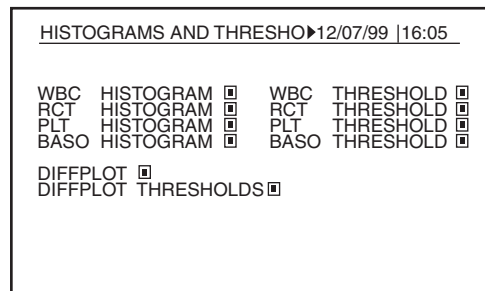 HISTOGRAMS AND THRESHO▶12/07/99 |16:05
WBC HISTOGRAM ▣ WBC THRESHOLD ▣
RCT HISTOGRAM ▣ RCT THRESHOLD ▣
PLT HISTOGRAM ▣ PLT THRESHOLD ▣
BASO HISTOGRAM ▣ BASO THRESHOLD ▣
DIFFPLOT ▣
DIFFPLOT THRESHOLDS ▣